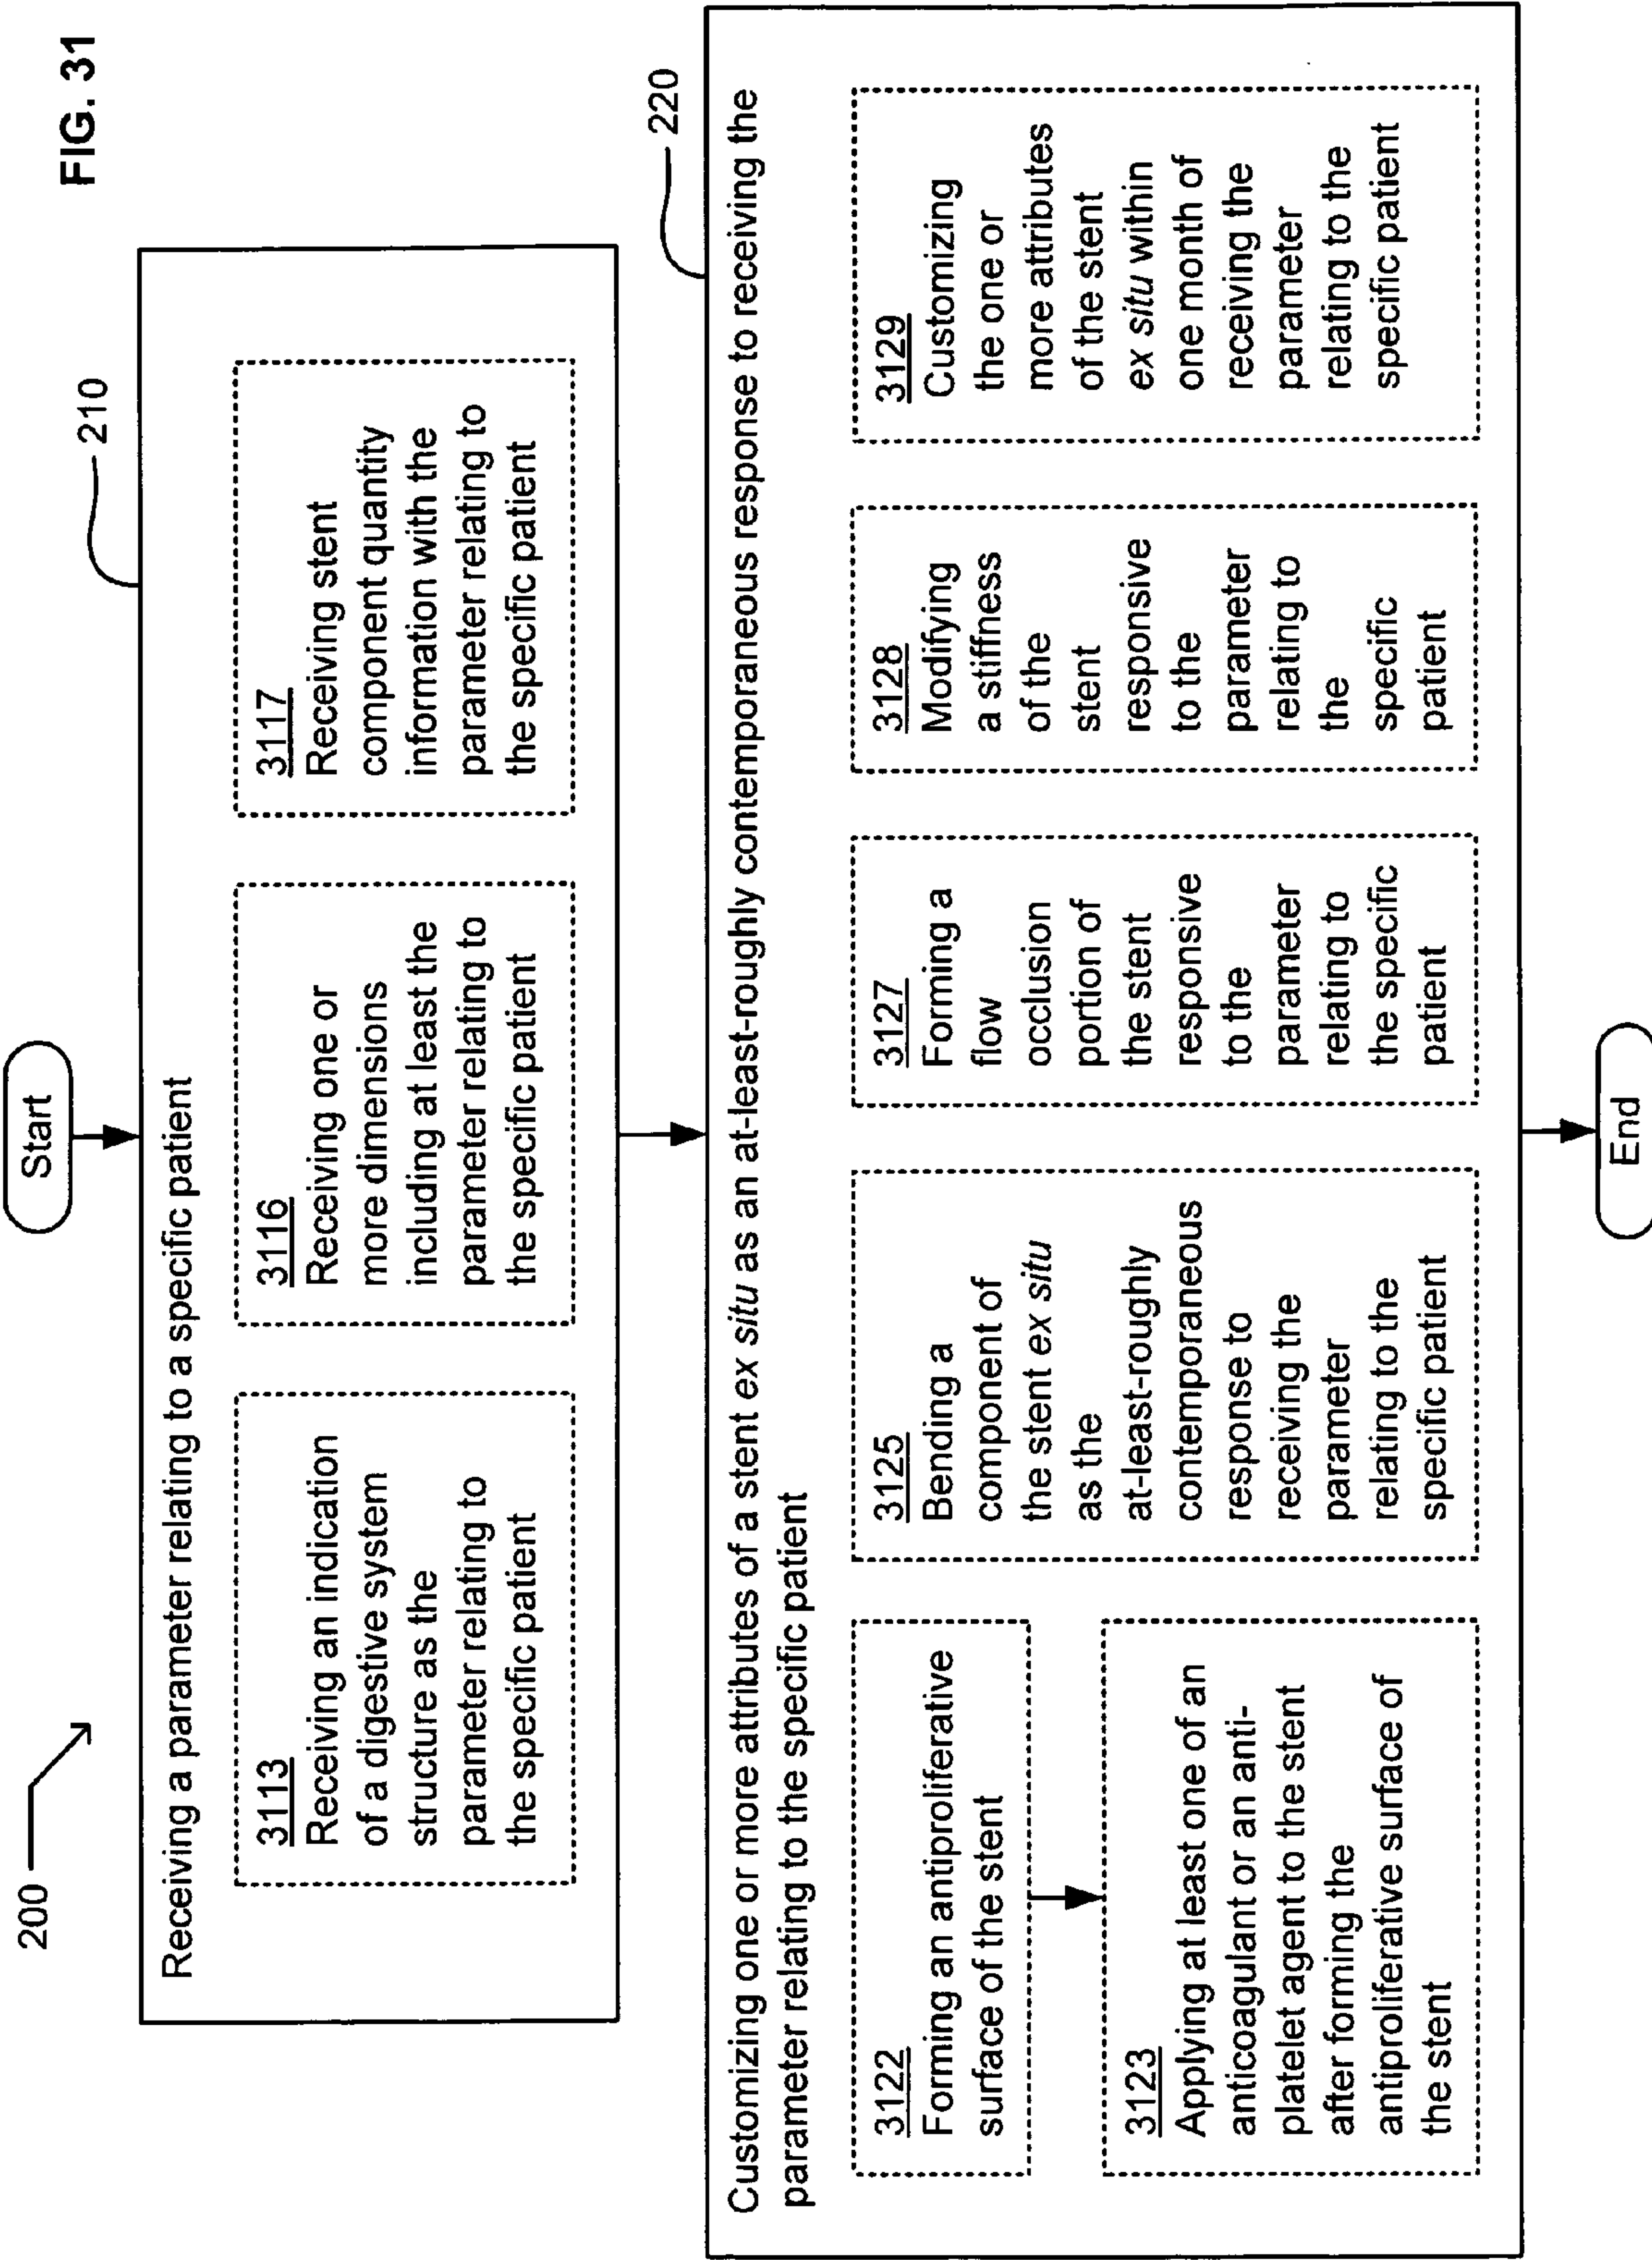 FIG. 31
200
Start
210
Receiving a parameter relating to a specific patient
3113
Receiving an indication
of a digestive system
structure as the
parameter relating to
the specific patient
3116
Receiving one or
more dimensions
including at least the
parameter relating to
the specific patient
3117
Receiving stent
component quantity
information with the
parameter relating to
the specific patient
220
Customizing one or more attributes of a stent ex situ as an at-least-roughly contemporaneous response to receiving the
parameter relating to the specific patient
3122
Forming an antiproliferative
surface of the stent
3123
Applying at least one of an
anticoagulant or an anti-
platelet agent to the stent
after forming the
antiproliferative surface of
the stent
3125
Bending a
component of
the stent ex situ
as the
at-least-roughly
contemporaneous
response to
receiving the
parameter
relating to the
specific patient
3127
Forming a
flow
occlusion
portion of
the stent
responsive
to the
parameter
relating to
the specific
patient
3128
Modifying
a stiffness
of the
stent
responsive
to the
parameter
relating to
the
specific
patient
3129
Customizing
the one or
more attributes
of the stent
ex situ within
one month of
receiving the
parameter
relating to the
specific patient
End